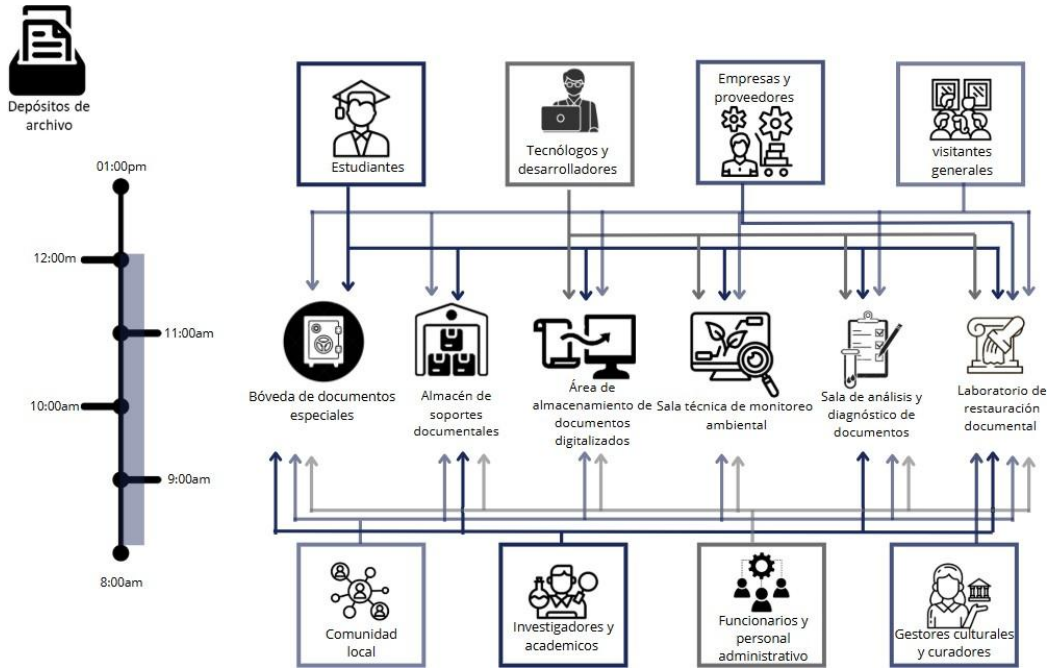 Depósitos de
archivo
01:00pm
12:00m
11:00am
10:00am
9:00am
8:00am
Estudiantes
Tecnólogos y
desarrolladores
Empresas y
proveedores
visitantes
generales
Bóveda de documentos
especiales
Almacén de
soportes
documentales
Área de
almacenamiento de
documentos
digitalizados
Sala técnica de monitoreo
ambiental
Sala de análisis y
diagnóstico de
documentos
Laboratorio de
restauración
documental
Comunidad
local
Investigadores y
academicos
Funcionarios y
personal
administrativo
Gestores culturales
y curadores